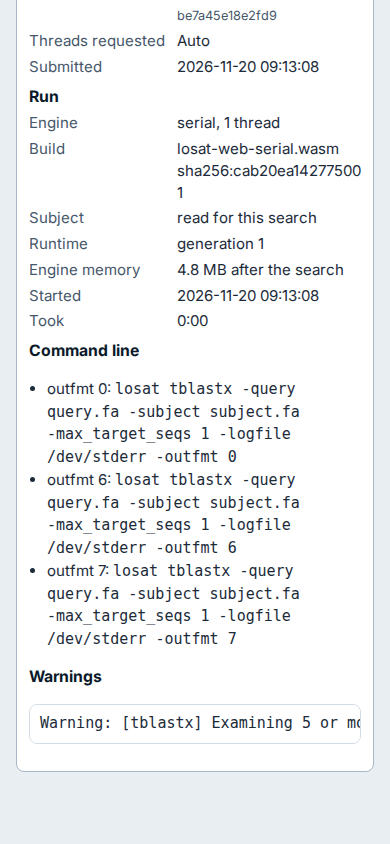 be7a45e18e2fd9
Threads requested Auto
Submitted 2026-11-20 09:13:08
Run
Engine serial, 1 thread
Build losat-web-serial.wasm
sha256:cab20ea14277500
1
Subject read for this search
Runtime generation 1
Engine memory 4.8 MB after the search
Started 2026-11-20 09:13:08
Took 0:00
Command line
• outfmt 0: losat tblastx -query
query.fa -subject subject.fa
-max_target_seqs 1 -logfile
/dev/stderr -outfmt 0
• outfmt 6: losat tblastx -query
query.fa -subject subject.fa
-max_target_seqs 1 -logfile
/dev/stderr -outfmt 6
• outfmt 7: losat tblastx -query
query.fa -subject subject.fa
-max_target_seqs 1 -logfile
/dev/stderr -outfmt 7
Warnings
Warning: [tblastx] Examining 5 or